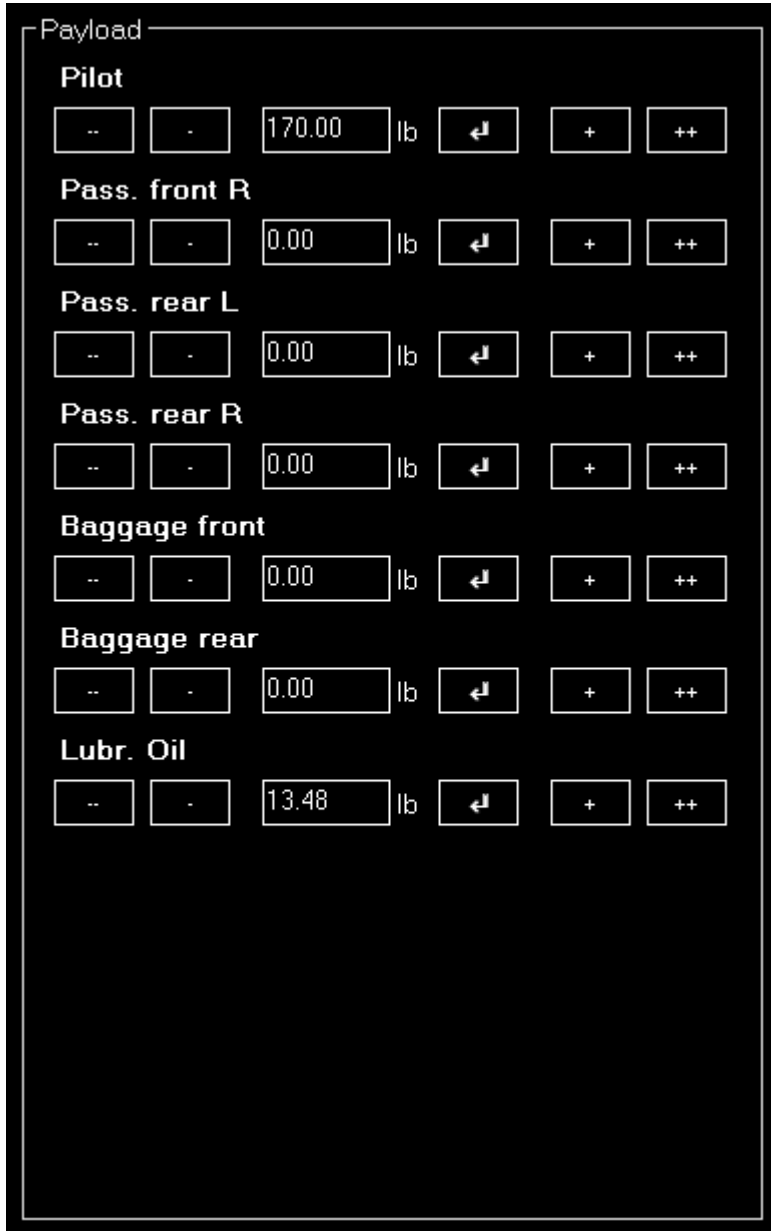 Payload
Pilot
-- - 170.00 lb ↵ + ++
Pass. front R
-- - 0.00 lb ↵ + ++
Pass. rear L
-- - 0.00 lb ↵ + ++
Pass. rear R
-- - 0.00 lb ↵ + ++
Baggage front
-- - 0.00 lb ↵ + ++
Baggage rear
-- - 0.00 lb ↵ + ++
Lubr. Oil
-- - 13.48 lb ↵ + ++